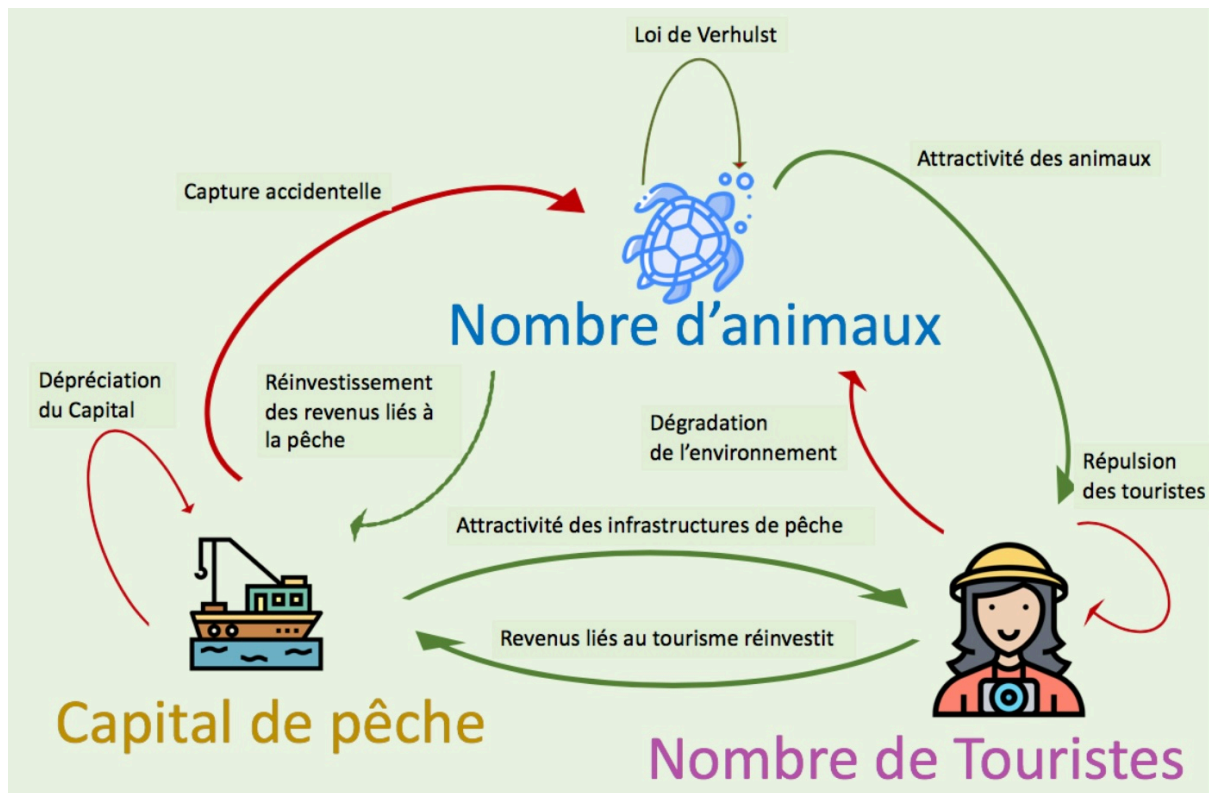 Loi de Verhulst
Attractivité des animaux
Capture accidentelle
Nombre d'animaux
Dépréciation
du Capital
Réinvestissement
des revenus liés à
la pêche
Dégradation
de l'environnement
Répulsion
des touristes
Attractivité des infrastructures de pêche
Revenus liés au tourisme réinvestit
Capital de pêche
Nombre de Touristes